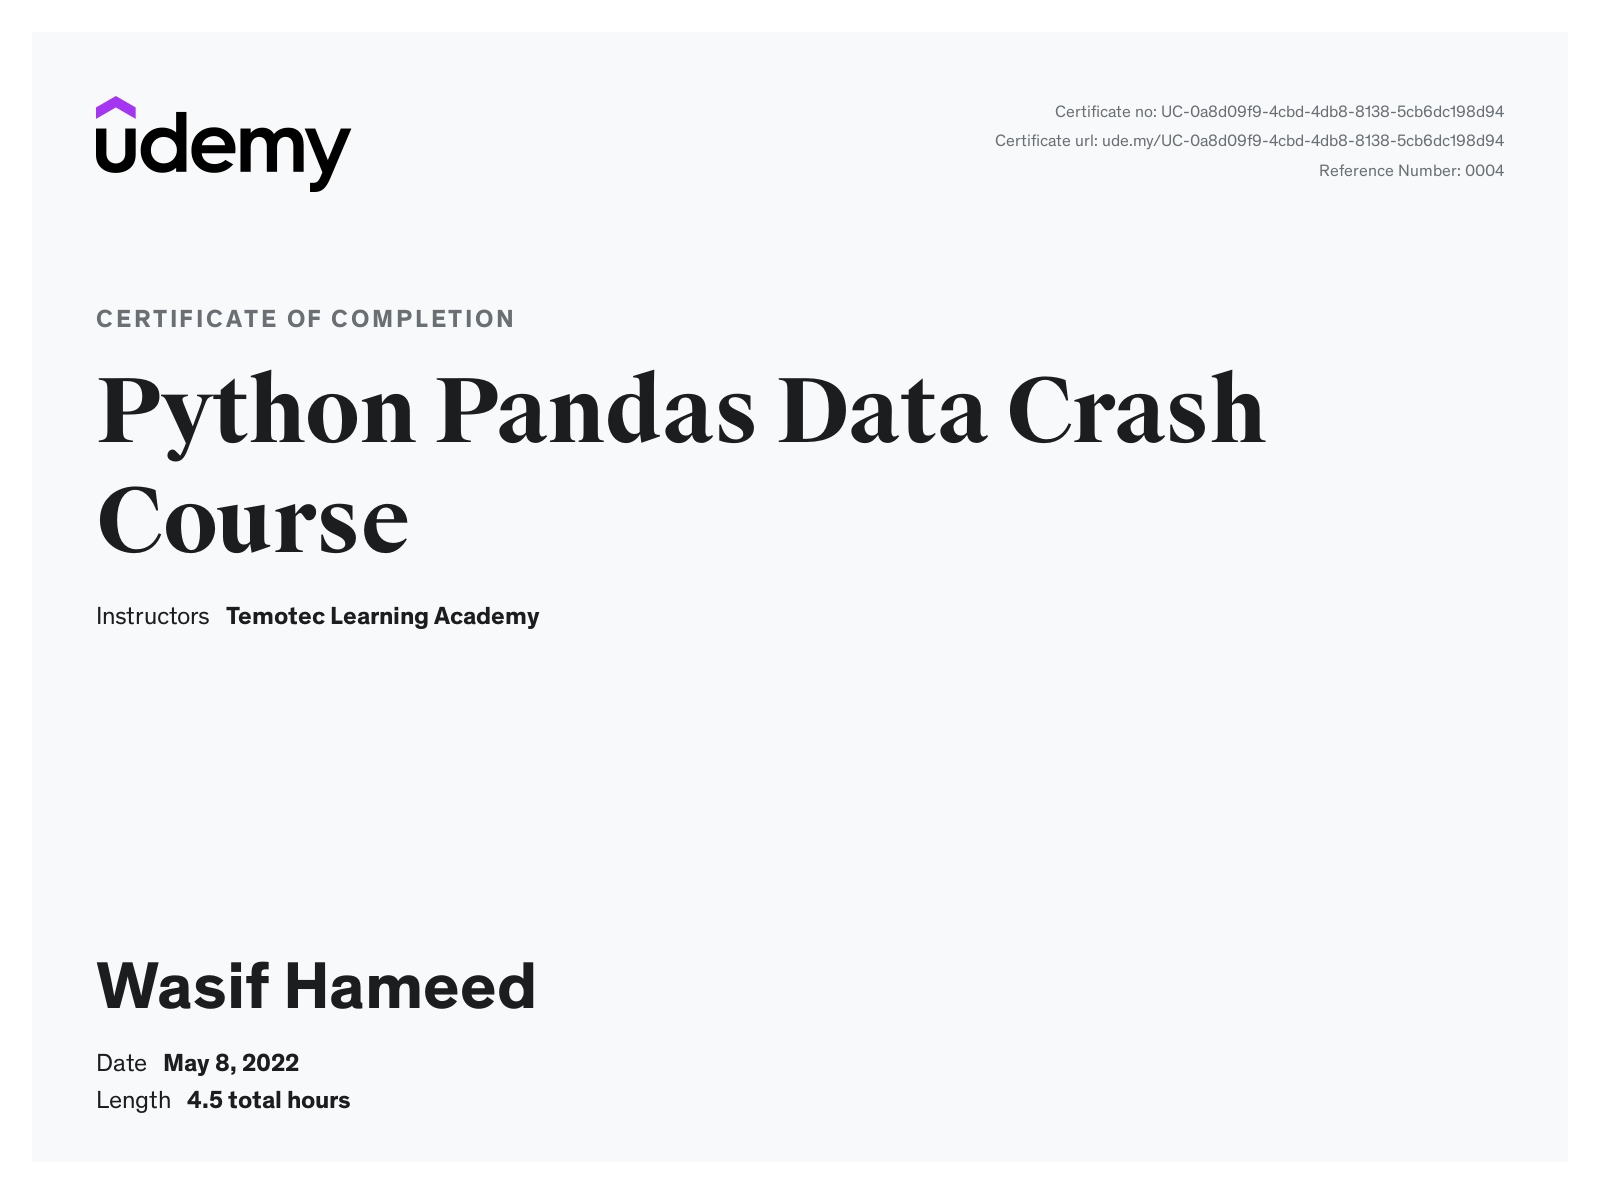 udemy
Certificate no: UC-0a8d09f9-4cbd-4db8-8138-5cb6dc198d94
Certificate url: ude.my/UC-0a8d09f9-4cbd-4db8-8138-5cb6dc198d94
Reference Number: 0004
CERTIFICATE OF COMPLETION
Python Pandas Data Crash
Course
Instructors Temotec Learning Academy
Wasif Hameed
Date May 8, 2022
Length 4.5 total hours